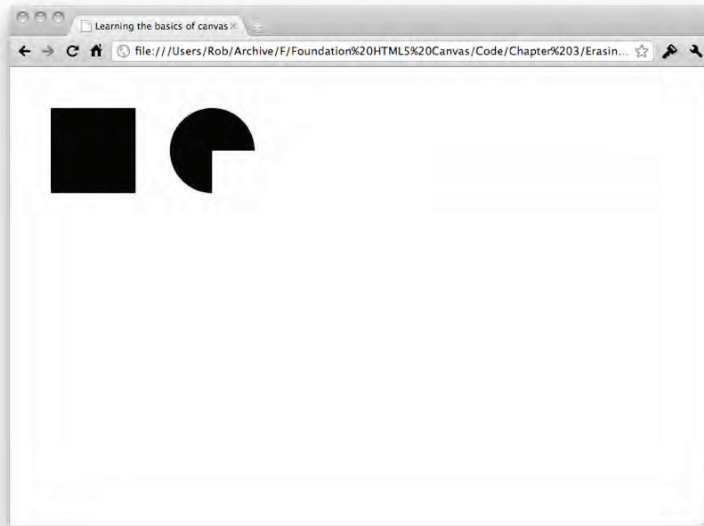 Learning the basics of canvas
file:///Users/Rob/Archive/F/Foundation%20HTML5%20Canvas/Code/Chapter%203/Erasin...